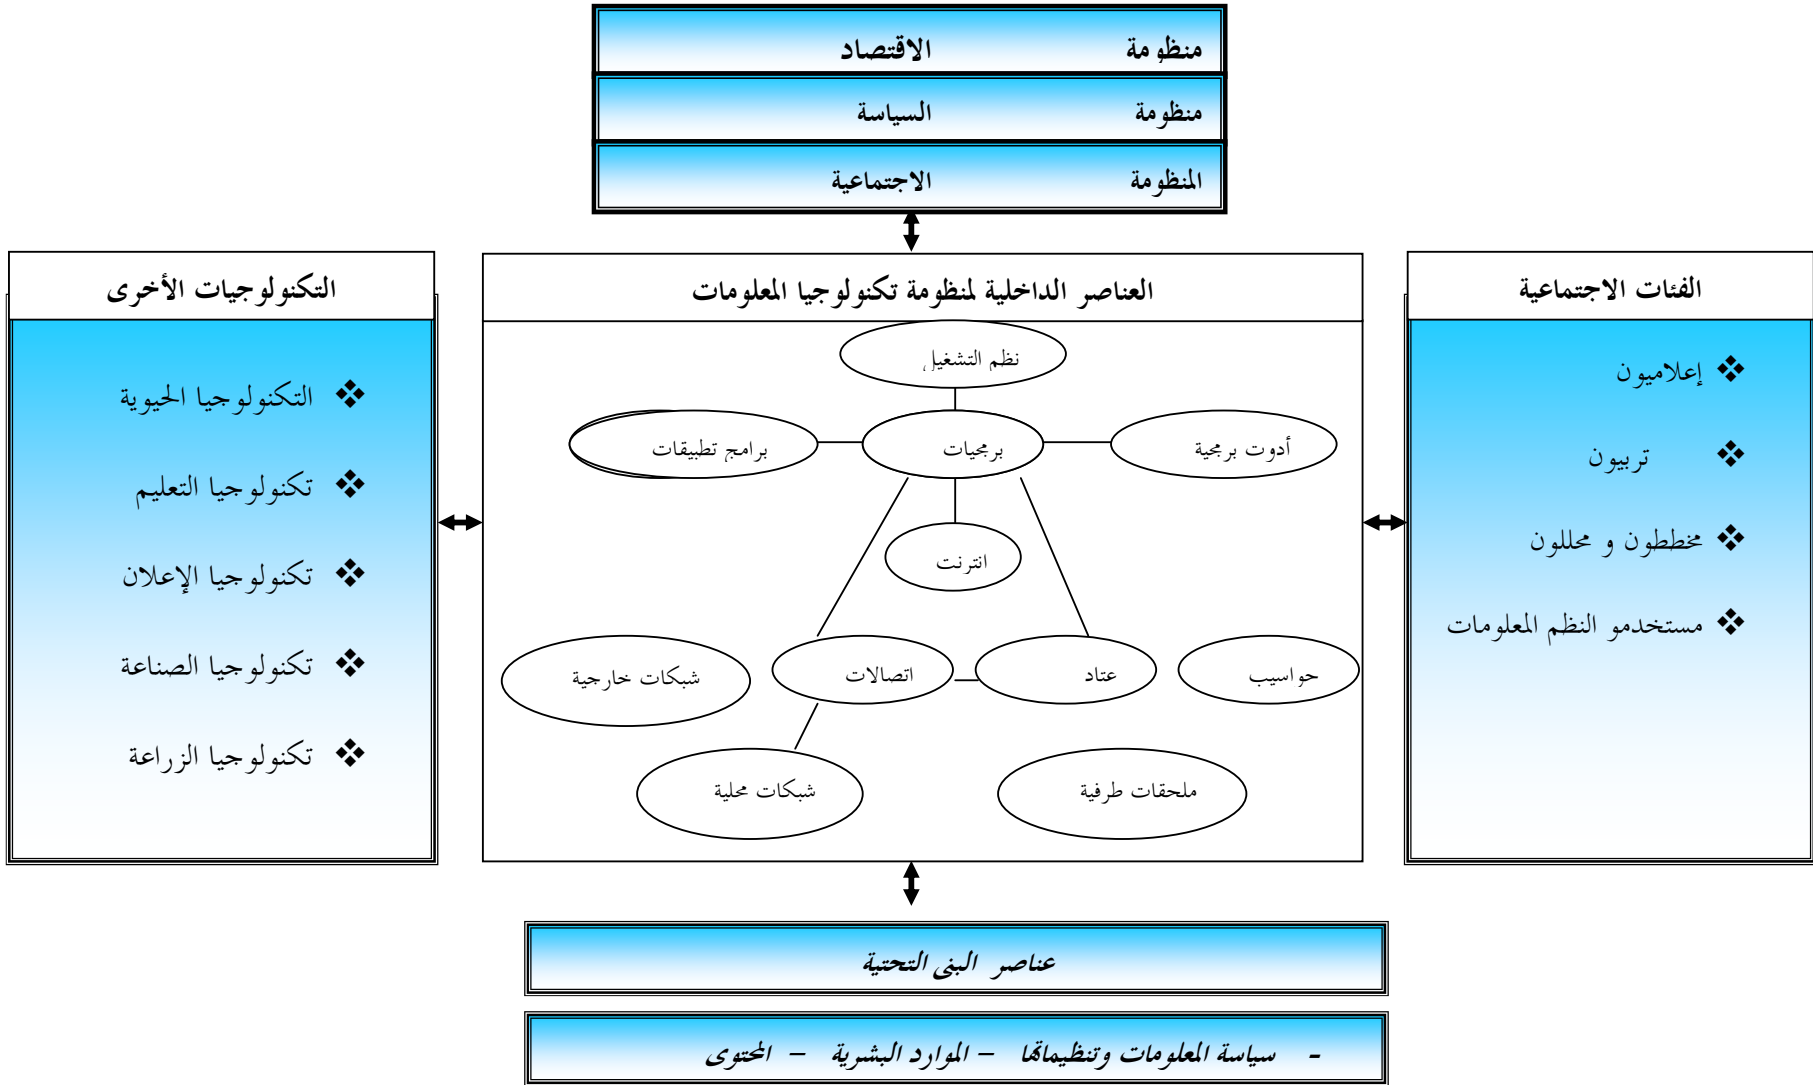 منظومة الاقتصاد
منظومة السياسة
المنظومة الاجتماعية
الفئات الاجتماعية
❖ إعلاميون
❖ تربيون
❖ مخططون و محللون
❖ مستخدمو النظم المعلومات
العناصر الداخلية لمنظومة تكنولوجيا المعلومات
نظم التشغيل
أدوت برمجية
برمجيات
برامج تطبيقات
انترنت
حواسيب
عتاد
اتصالات
شبكات خارجية
ملحقات طرفية
شبكات محلية
التكنولوجيات الأخرى
❖ التكنولوجيا الحيوية
❖ تكنولوجيا التعليم
❖ تكنولوجيا الإعلان
❖ تكنولوجيا الصناعة
❖ تكنولوجيا الزراعة
عناصر البنى التحتية
- سياسة المعلومات وتنظيماتها – الموارد البشرية – المحتوى